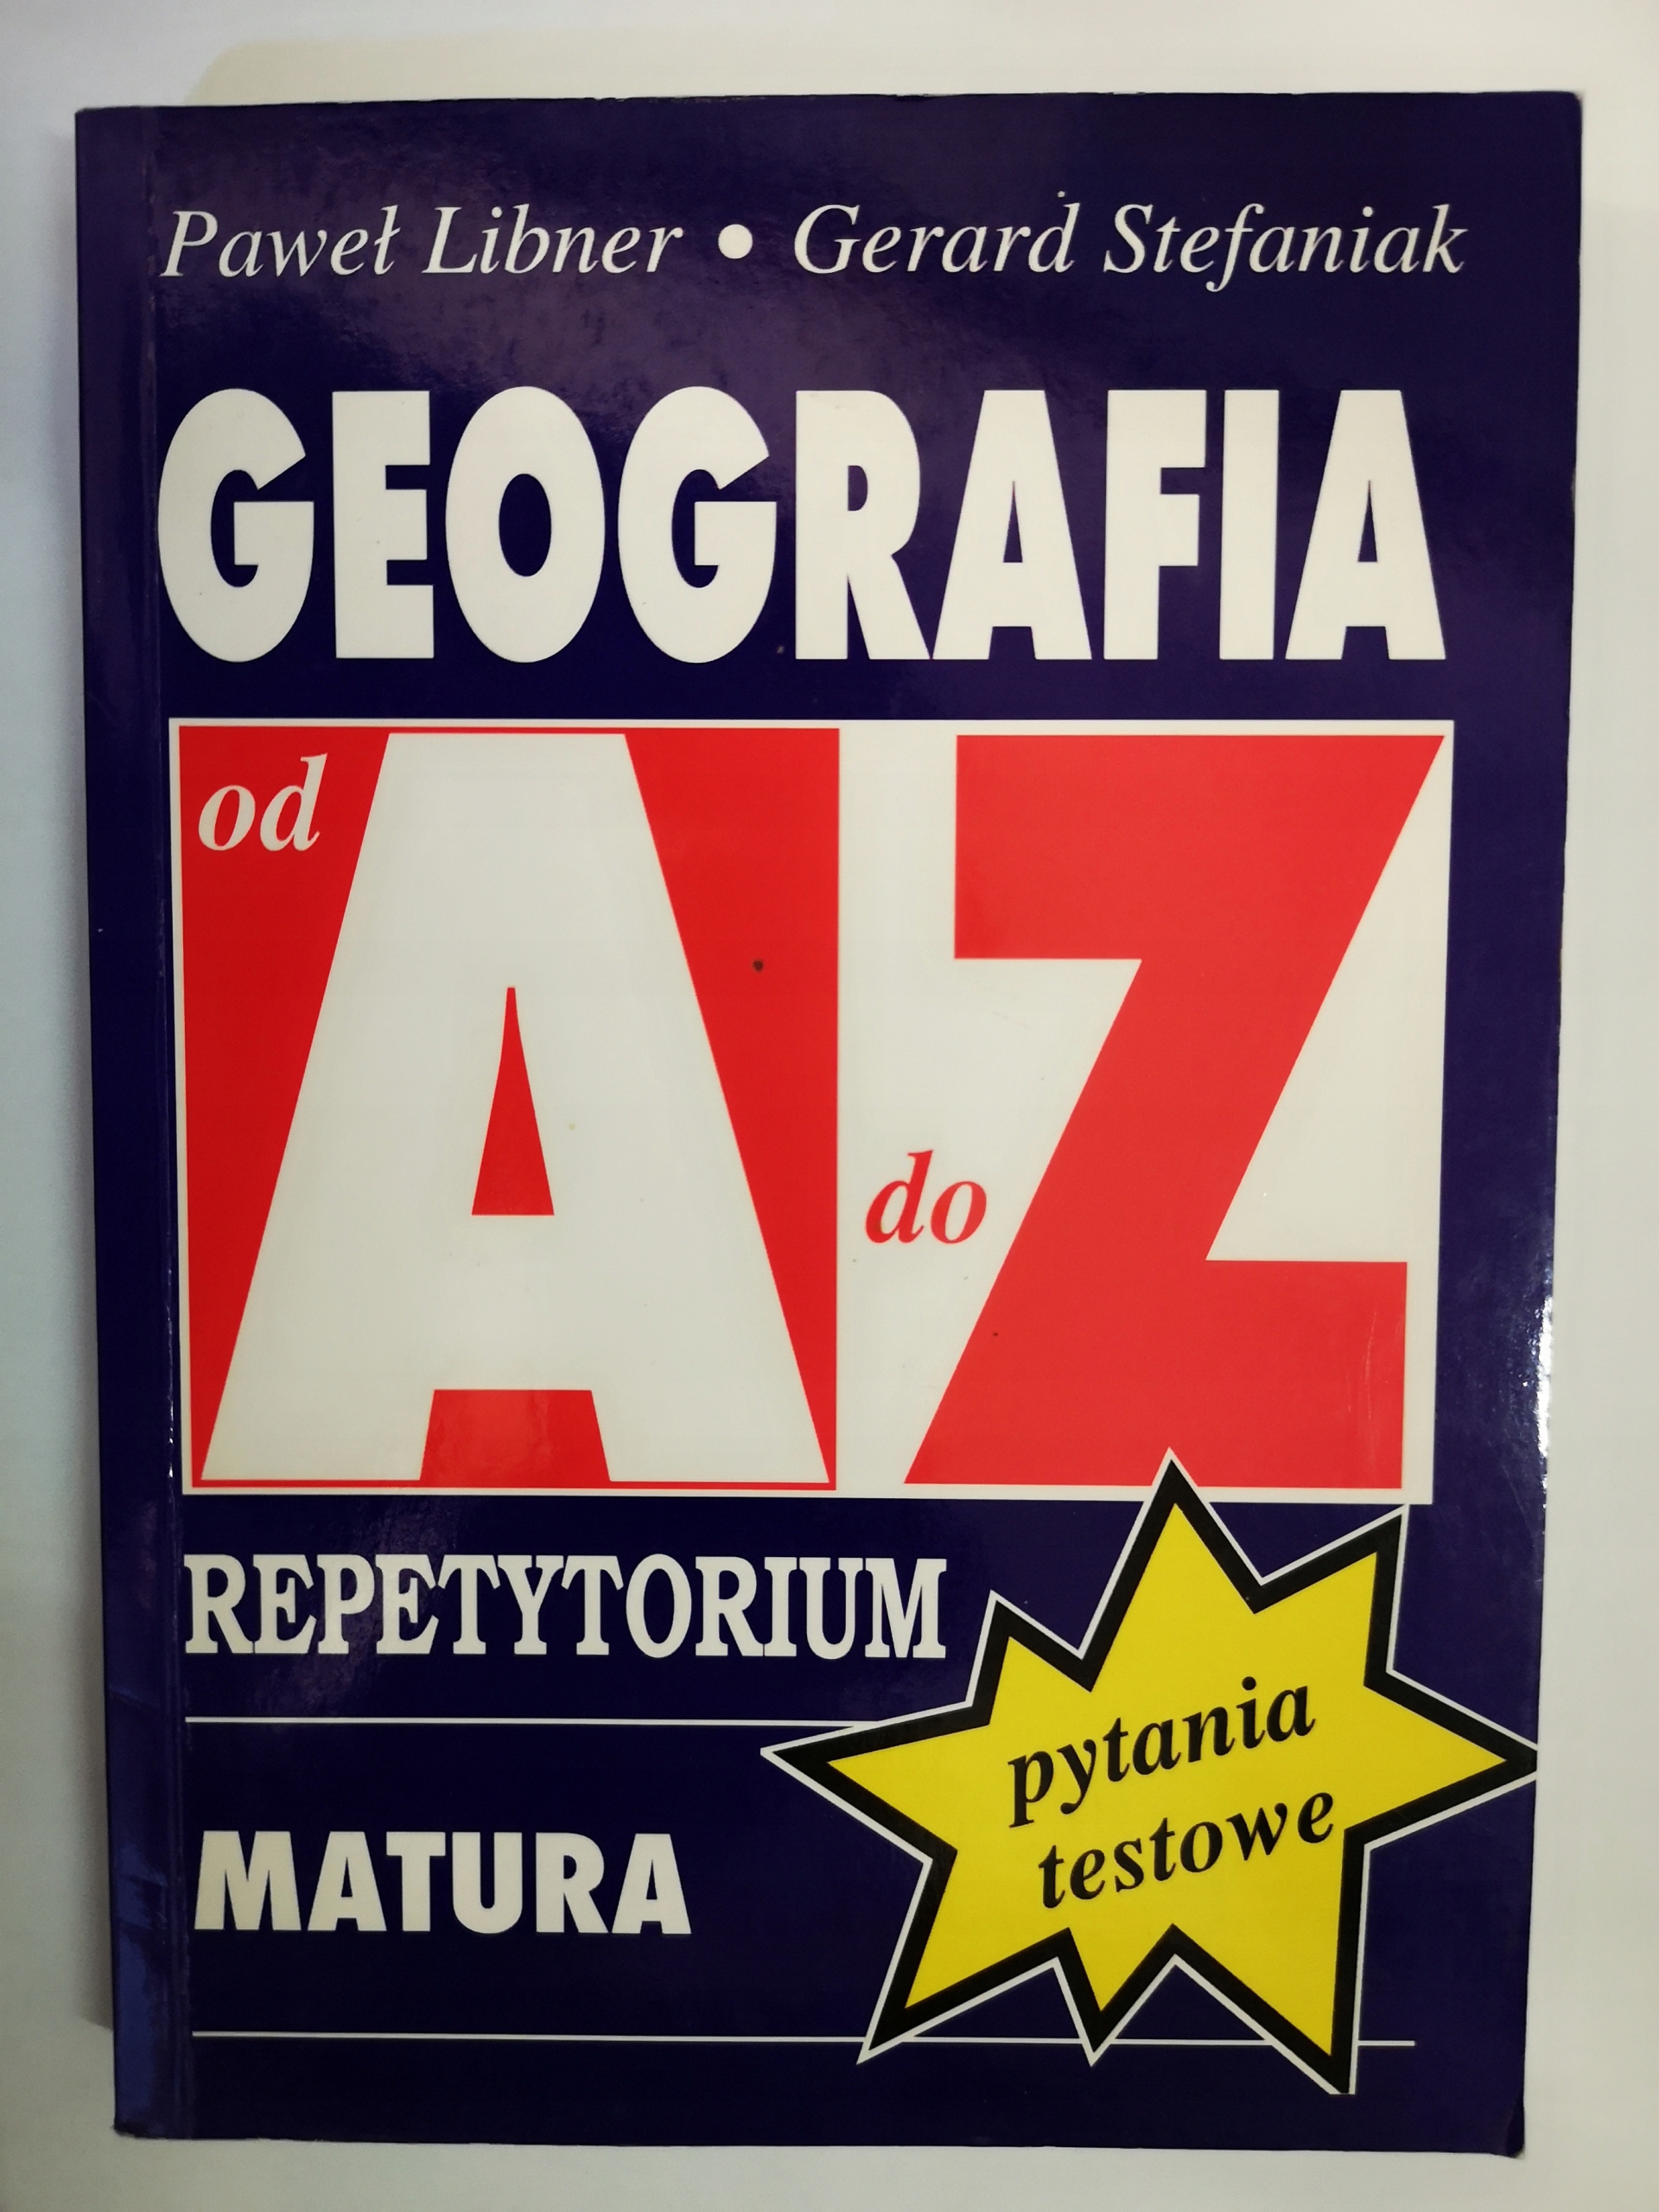 Paweł Libner • Gerard Stefaniak
GEOGRAFIA
od A do Z
REPETYTORIUM
MATURA
pytania
testowe